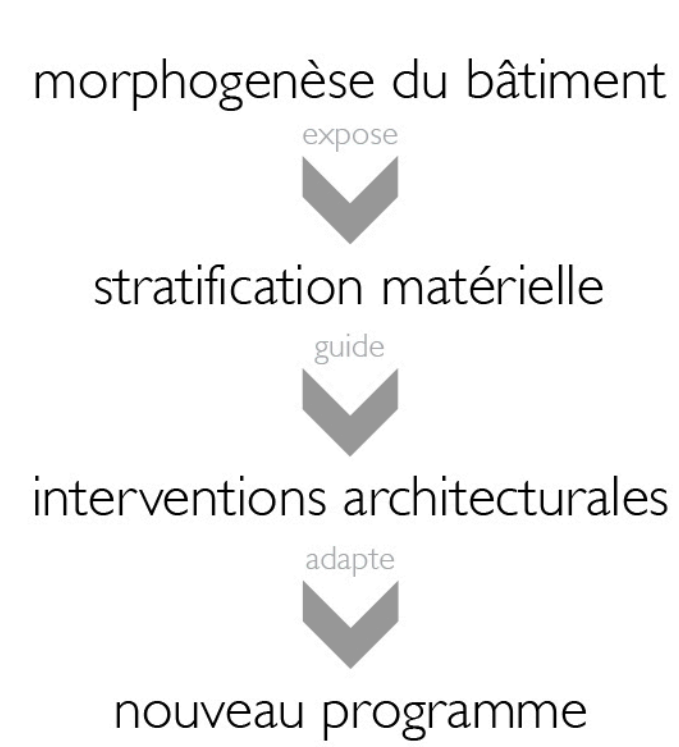 morphogenèse du bâtiment
expose
stratification matérielle
guide
interventions architecturales
adapte
nouveau programme